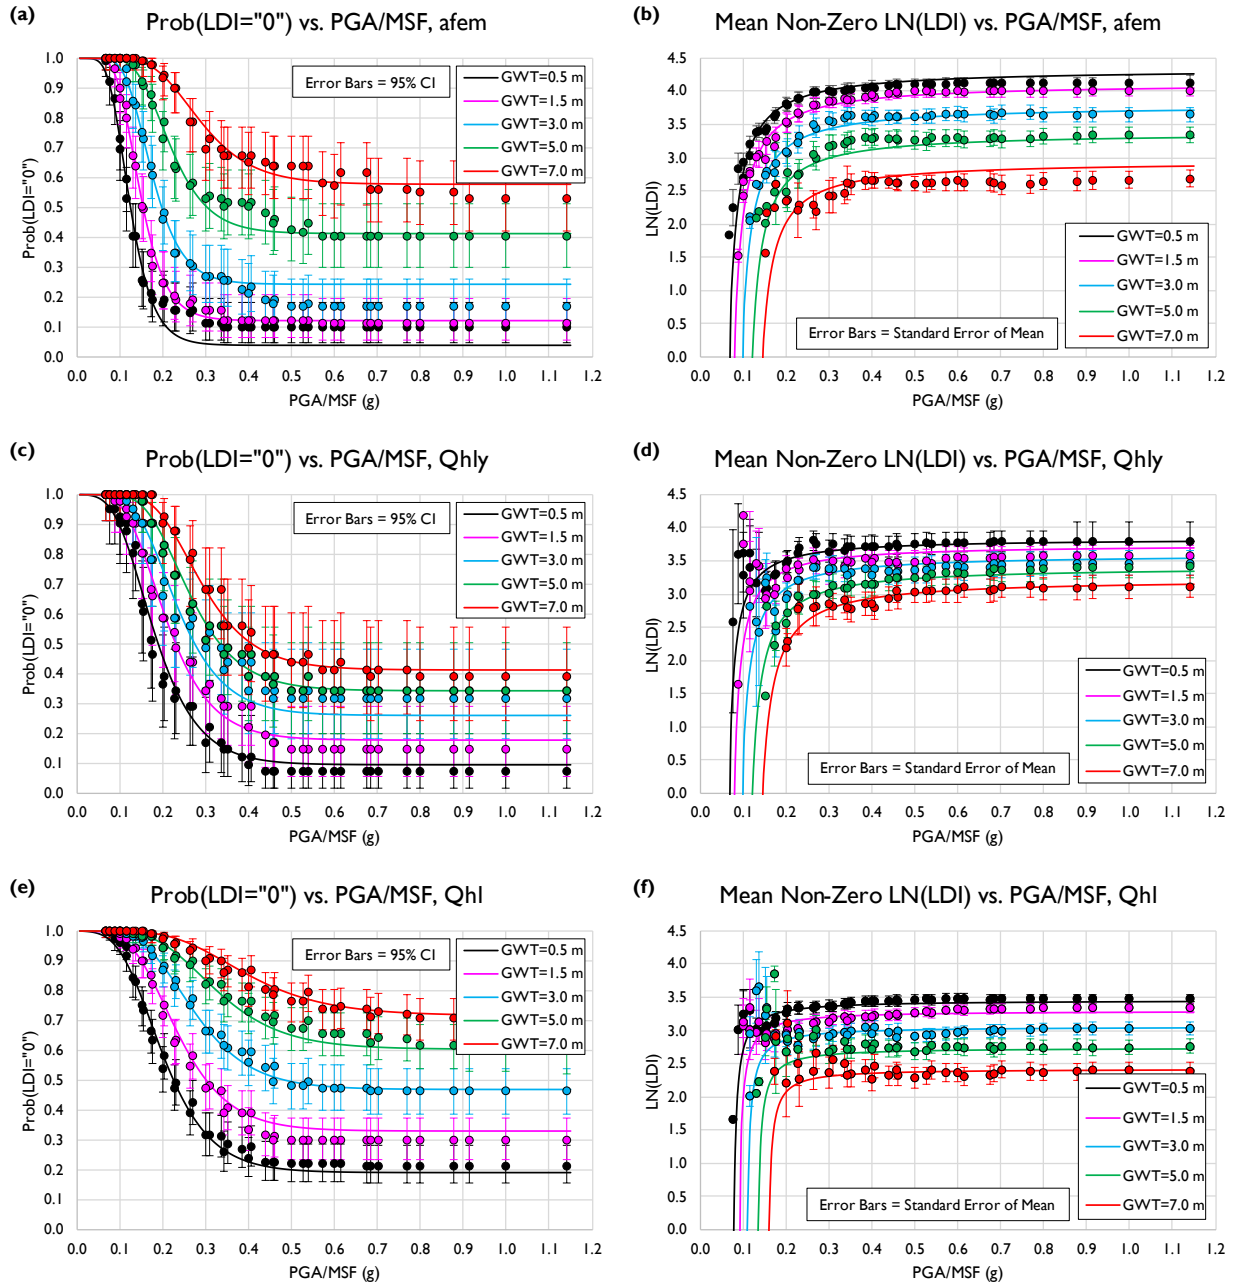 (a)
Prob(LDI="0") vs. PGA/MSF, afem
Prob(LDI="0")
1.0
0.9
0.8
0.7
0.6
0.5
0.4
0.3
0.2
0.1
0.0
Error Bars = 95% CI
GWT=0.5 m
GWT=1.5 m
GWT=3.0 m
GWT=5.0 m
GWT=7.0 m
0.0 0.1 0.2 0.3 0.4 0.5 0.6 0.7 0.8 0.9 1.0 1.1 1.2
PGA/MSF (g)
(b)
Mean Non-Zero LN(LDI) vs. PGA/MSF, afem
LN(LDI)
4.5
4.0
3.5
3.0
2.5
2.0
1.5
1.0
0.5
0.0
GWT=0.5 m
GWT=1.5 m
GWT=3.0 m
GWT=5.0 m
GWT=7.0 m
Error Bars = Standard Error of Mean
0.0 0.1 0.2 0.3 0.4 0.5 0.6 0.7 0.8 0.9 1.0 1.1 1.2
PGA/MSF (g)
(c)
Prob(LDI="0") vs. PGA/MSF, Qhly
Prob(LDI="0")
1.0
0.9
0.8
0.7
0.6
0.5
0.4
0.3
0.2
0.1
0.0
Error Bars = 95% CI
GWT=0.5 m
GWT=1.5 m
GWT=3.0 m
GWT=5.0 m
GWT=7.0 m
0.0 0.1 0.2 0.3 0.4 0.5 0.6 0.7 0.8 0.9 1.0 1.1 1.2
PGA/MSF (g)
(d)
Mean Non-Zero LN(LDI) vs. PGA/MSF, Qhly
LN(LDI)
4.5
4.0
3.5
3.0
2.5
2.0
1.5
1.0
0.5
0.0
GWT=0.5 m
GWT=1.5 m
GWT=3.0 m
GWT=5.0 m
GWT=7.0 m
Error Bars = Standard Error of Mean
0.0 0.1 0.2 0.3 0.4 0.5 0.6 0.7 0.8 0.9 1.0 1.1 1.2
PGA/MSF (g)
(e)
Prob(LDI="0") vs. PGA/MSF, Qhl
Prob(LDI="0")
1.0
0.9
0.8
0.7
0.6
0.5
0.4
0.3
0.2
0.1
0.0
Error Bars = 95% CI
GWT=0.5 m
GWT=1.5 m
GWT=3.0 m
GWT=5.0 m
GWT=7.0 m
0.0 0.1 0.2 0.3 0.4 0.5 0.6 0.7 0.8 0.9 1.0 1.1 1.2
PGA/MSF (g)
(f)
Mean Non-Zero LN(LDI) vs. PGA/MSF, Qhl
LN(LDI)
4.5
4.0
3.5
3.0
2.5
2.0
1.5
1.0
0.5
0.0
GWT=0.5 m
GWT=1.5 m
GWT=3.0 m
GWT=5.0 m
GWT=7.0 m
Error Bars = Standard Error of Mean
0.0 0.1 0.2 0.3 0.4 0.5 0.6 0.7 0.8 0.9 1.0 1.1 1.2
PGA/MSF (g)